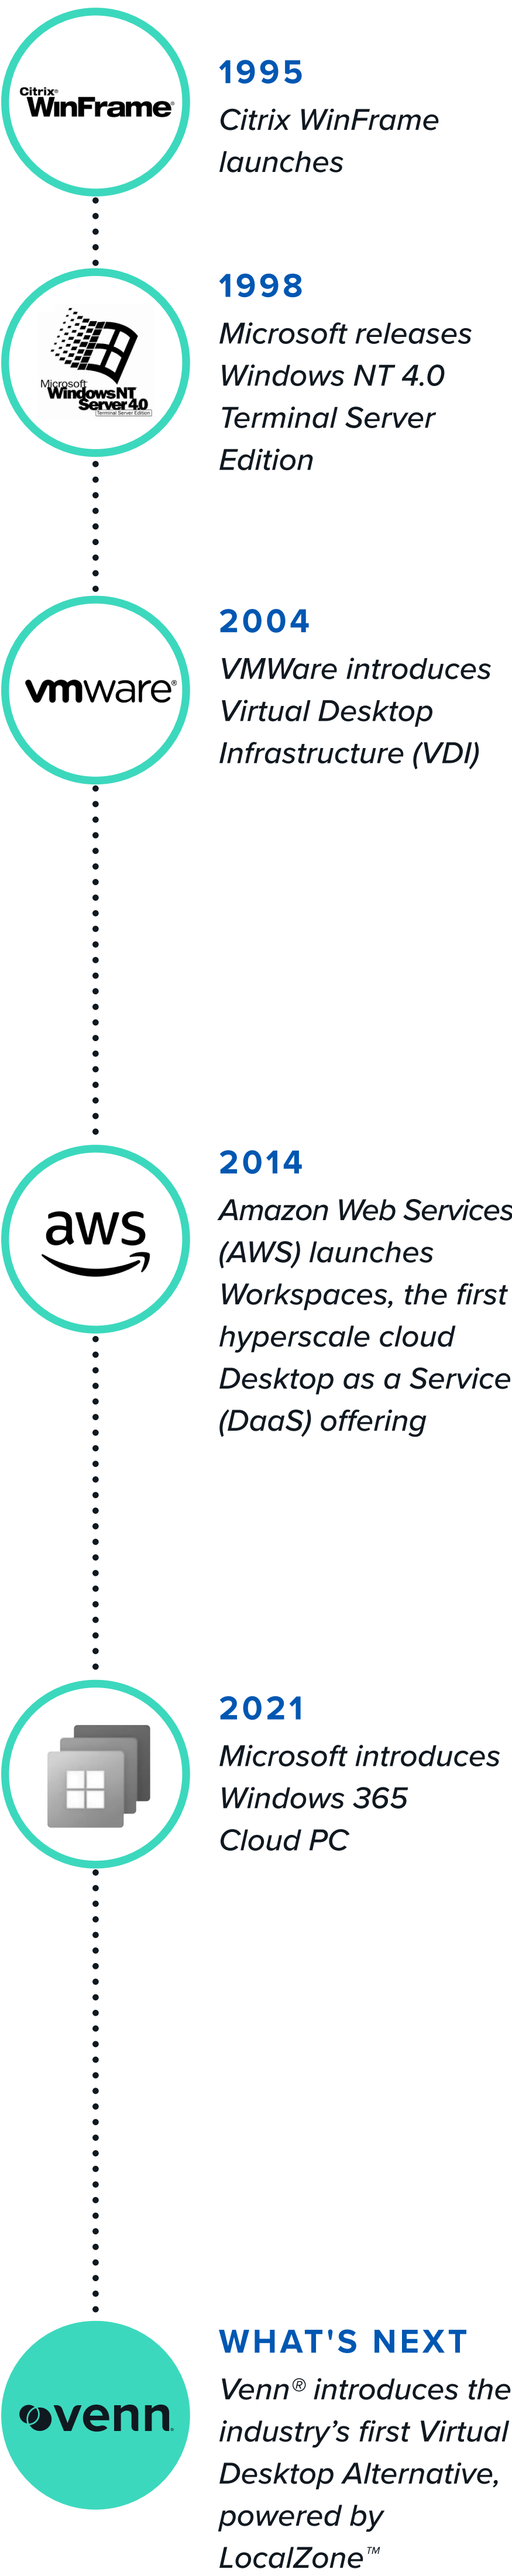 Citrix®
WinFrame®
1995
Citrix WinFrame
launches
Microsoft®
WindowsNT
Server 4.0
Terminal Server Edition
1998
Microsoft releases
Windows NT 4.0
Terminal Server
Edition
vmware®
2004
VMWare introduces
Virtual Desktop
Infrastructure (VDI)
aws
2014
Amazon Web Services
(AWS) launches
Workspaces, the first
hyperscale cloud
Desktop as a Service
(DaaS) offering
2021
Microsoft introduces
Windows 365
Cloud PC
venn
WHAT'S NEXT
Venn® introduces the
industry’s first Virtual
Desktop Alternative,
powered by
LocalZone™